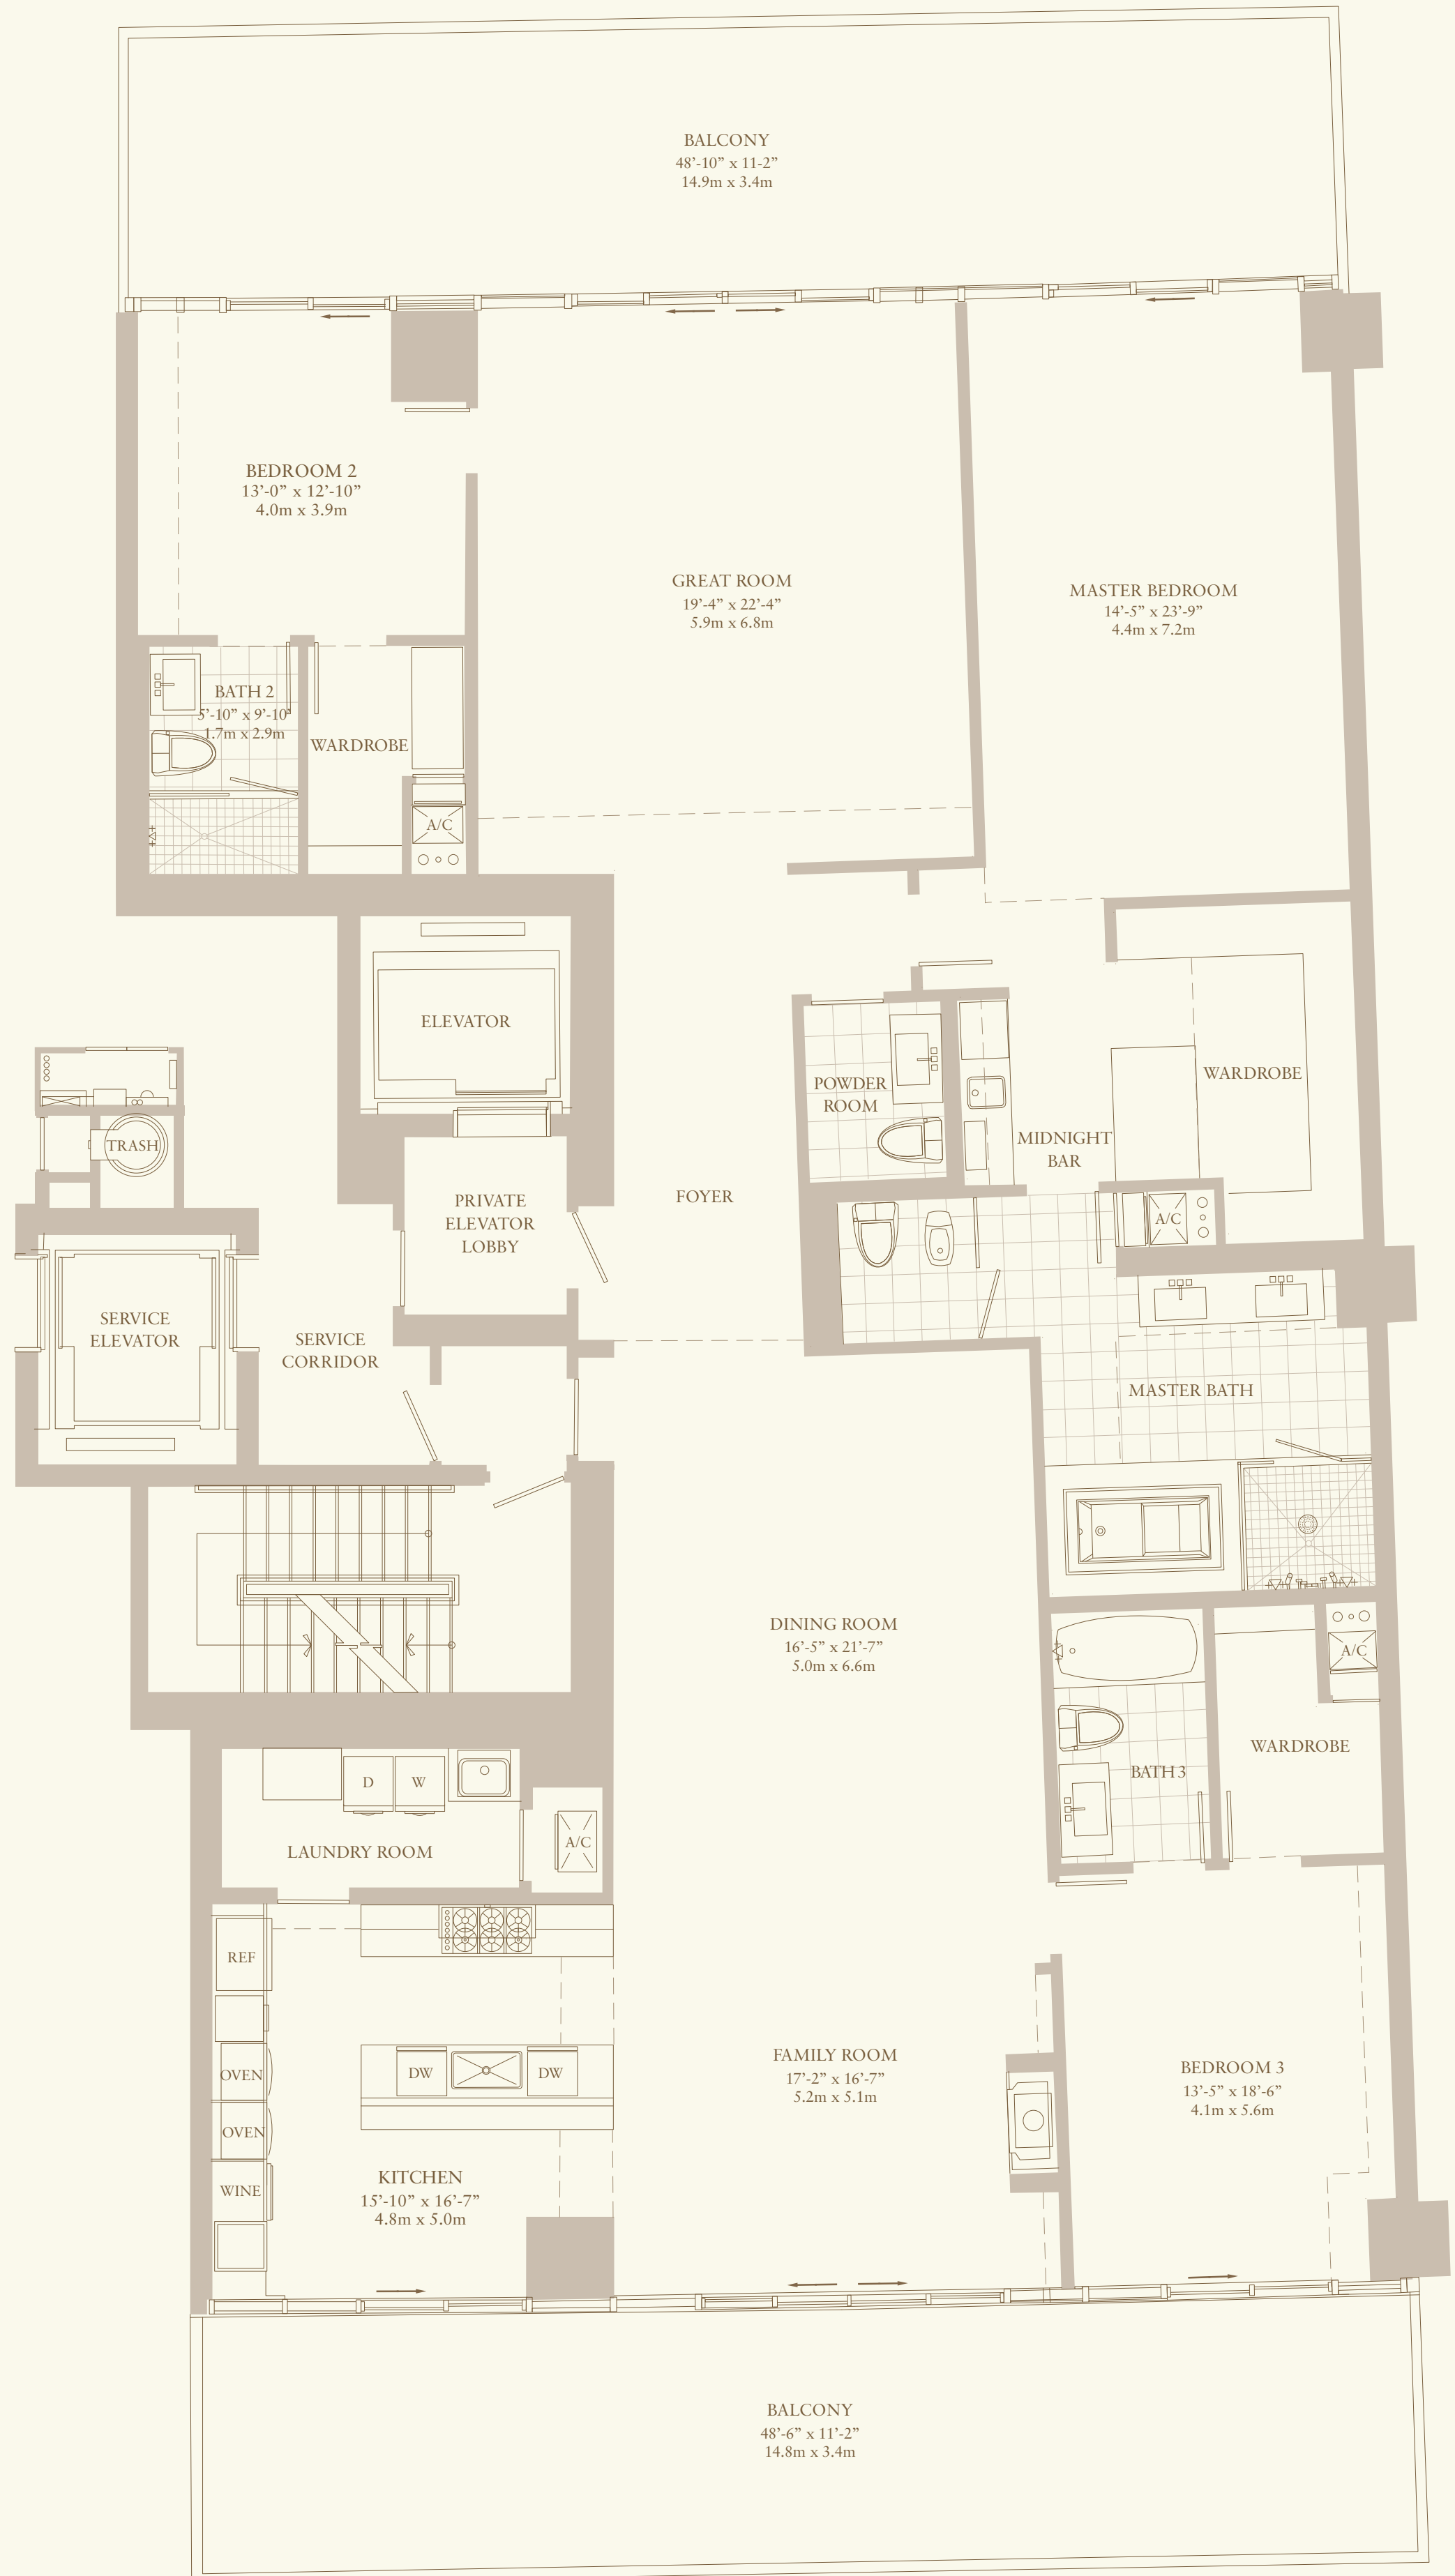 BALCONY
48’-10” x 11-2”
14.9m x 3.4m
BEDROOM 2
13’-0” x 12’-10”
4.0m x 3.9m
GREAT ROOM
19’-4” x 22’-4”
5.9m x 6.8m
MASTER BEDROOM
14’-5” x 23’-9”
4.4m x 7.2m
BATH 2
5’-10” x 9’-10”
1.7m x 2.9m
WARDROBE
A/C
ELEVATOR
POWDER
ROOM
WARDROBE
MIDNIGHT
BAR
TRASH
PRIVATE
ELEVATOR
LOBBY
FOYER
A/C
SERVICE
ELEVATOR
SERVICE
CORRIDOR
MASTER BATH
DINING ROOM
16’-5” x 21’-7”
5.0m x 6.6m
A/C
WARDROBE
BATH 3
D
W
A/C
LAUNDRY ROOM
REF
OVEN
OVEN
WINE
DW
DW
FAMILY ROOM
17’-2” x 16’-7”
5.2m x 5.1m
BEDROOM 3
13’-5” x 18’-6”
4.1m x 5.6m
KITCHEN
15’-10” x 16’-7”
4.8m x 5.0m
BALCONY
48’-6” x 11’-2”
14.8m x 3.4m